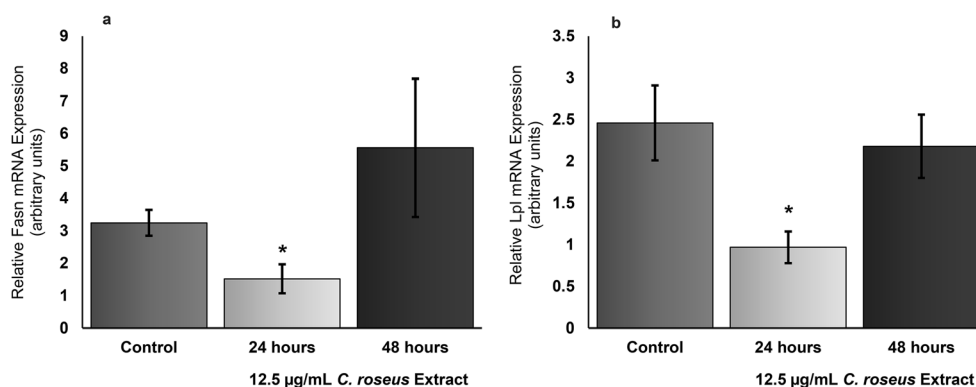 a
Relative Fasn mRNA Expression
(arbitrary units)
9
8
7
6
5
4
3
2
1
0
*
Control 24 hours 48 hours
12.5 µg/mL C. roseus Extract
b
Relative Lpl mRNA Expression
(arbitrary units)
3.5
3
2.5
2
1.5
1
0.5
0
*
Control 24 hours 48 hours
12.5 µg/mL C. roseus Extract